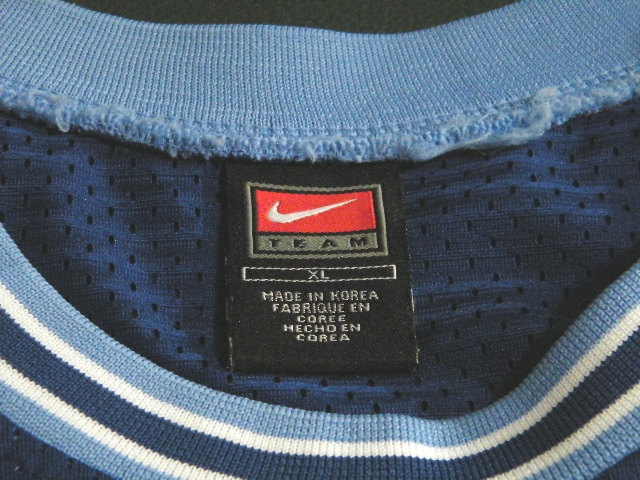 TEAM
XL
MADE IN KOREA
FABRIQUE EN
COREE
HECHO EN
COREA